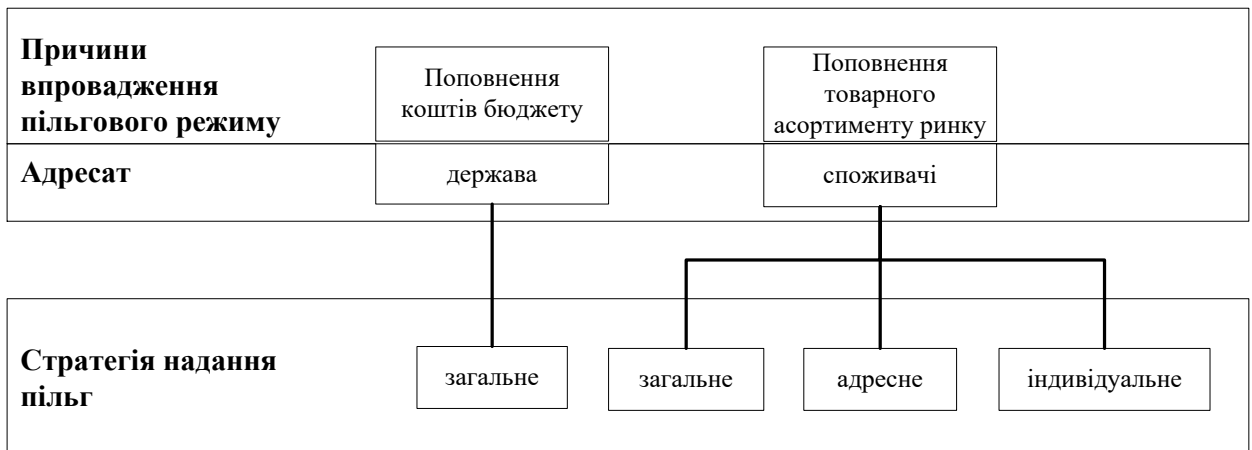 Причини
впровадження
пільгового режиму
Поповнення
коштів бюджету
Поповнення
товарного
асортименту ринку
Адресат
держава
споживачі
Стратегія надання
пільг
загальне
загальне
адресне
індивідуальне